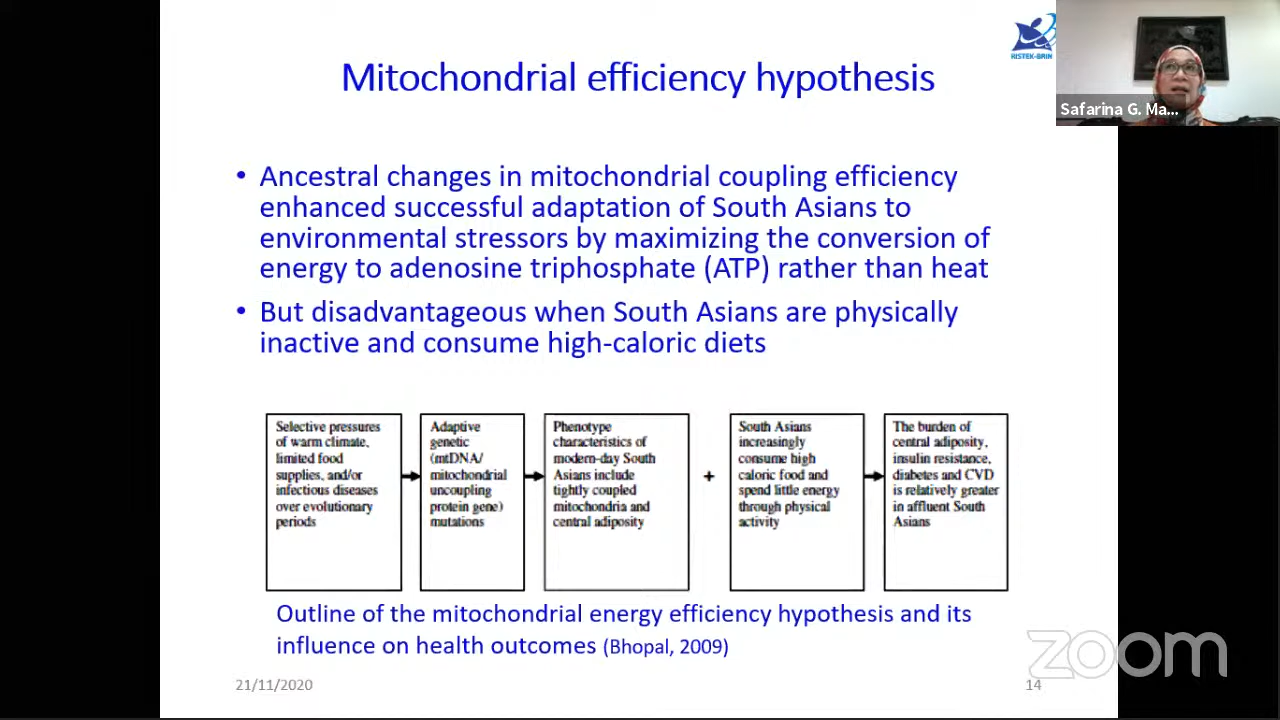 Mitochondrial efficiency hypothesis
RISTEK-BRIN
Safarina G. Ma...
• Ancestral changes in mitochondrial coupling efficiency
enhanced successful adaptation of South Asians to
environmental stressors by maximizing the conversion of
energy to adenosine triphosphate (ATP) rather than heat
• But disadvantageous when South Asians are physically
inactive and consume high-caloric diets
Selective pressures
of warm climate,
limited food
supplies, and/or
infectious diseases
over evolutionary
periods
Adaptive
genetic
(mtDNA/
mitochondrial
uncoupling
protein gene)
mutations
Phenotype
characteristics of
modern-day South
Asians include
tightly coupled
mitochondria and
central adiposity
+
South Asians
increasingly
consume high
caloric food and
spend little energy
through physical
activity
The burden of
central adiposity,
insulin resistance,
diabetes and CVD
is relatively greater
in affluent South
Asians
Outline of the mitochondrial energy efficiency hypothesis and its
influence on health outcomes (Bhopal, 2009)
zoom
21/11/2020
14